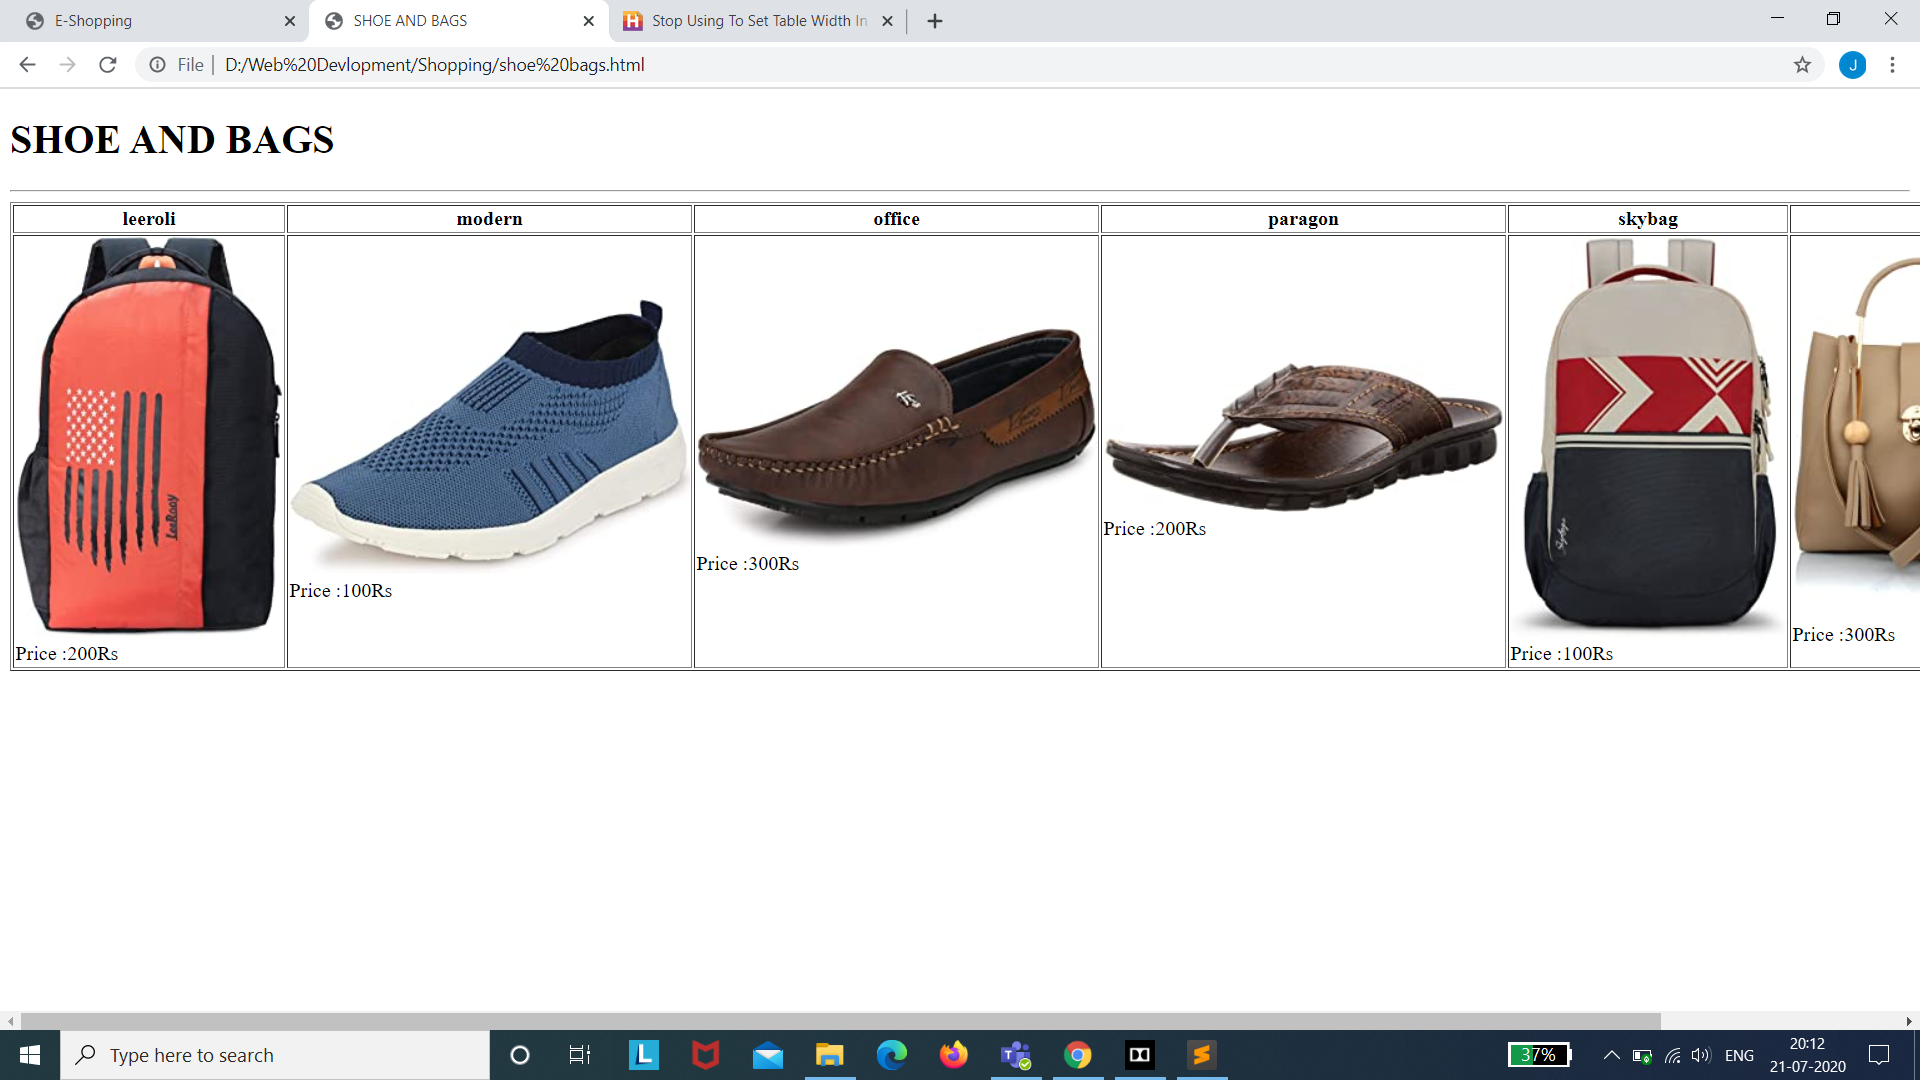 E-Shopping
SHOE AND BAGS
Stop Using To Set Table Width In
File
D:/Web%20Devlopment/Shopping/shoe%20bags.html
J
SHOE AND BAGS
leeroli
modern
office
paragon
skybag
LeeRooy
Skybags
Price :200Rs
Price :100Rs
Price :300Rs
Price :200Rs
Price :100Rs
Price :300Rs
Type here to search
37%
ENG
20:12
21-07-2020